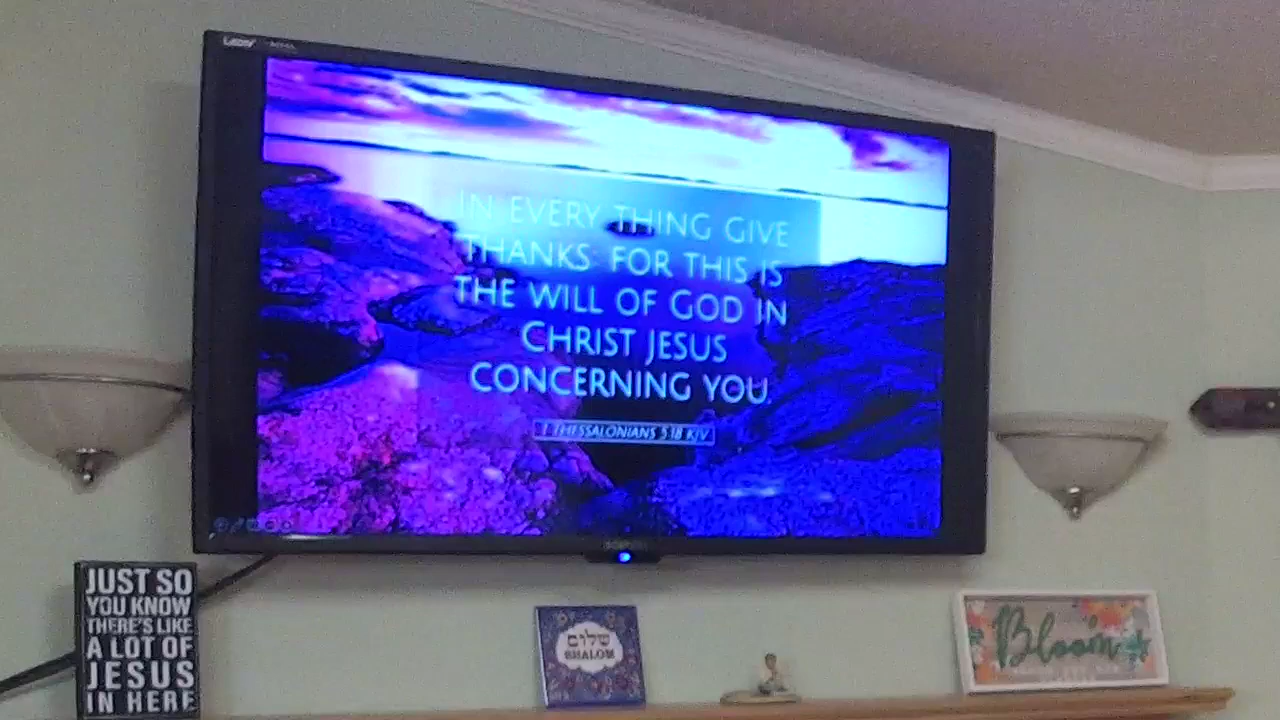 IN EVERY THING GIVE
THANKS: FOR THIS IS
THE WILL OF GOD IN
CHRIST JESUS
CONCERNING YOU.
1 THESSALONIANS 5:18 KJV
JUST SO
YOU KNOW
THERE'S LIKE
A LOT OF
JESUS
IN HERE
שלום
SHALOM
Bloom